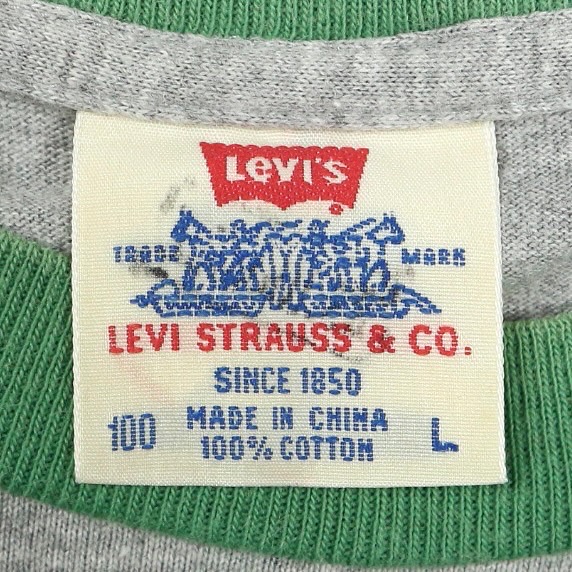 Levi's ®
TRADE MARK
LEVI STRAUSS & CO.
SINCE 1850
MADE IN CHINA
100 100% COTTON L